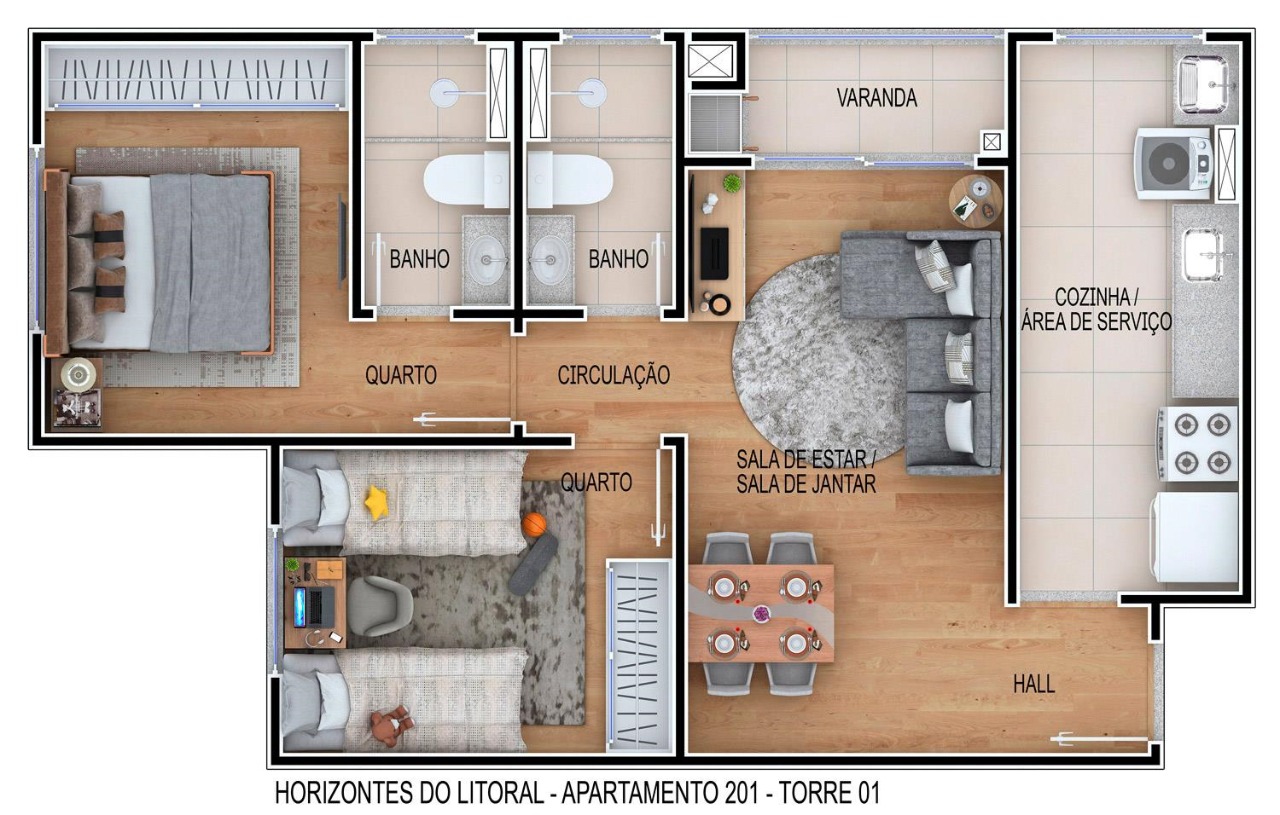 VARANDA
BANHO
BANHO
COZINHA /
ÁREA DE SERVIÇO
QUARTO
CIRCULAÇÃO
SALA DE ESTAR /
SALA DE JANTAR
QUARTO
HALL
HORIZONTES DO LITORAL - APARTAMENTO 201 - TORRE 01